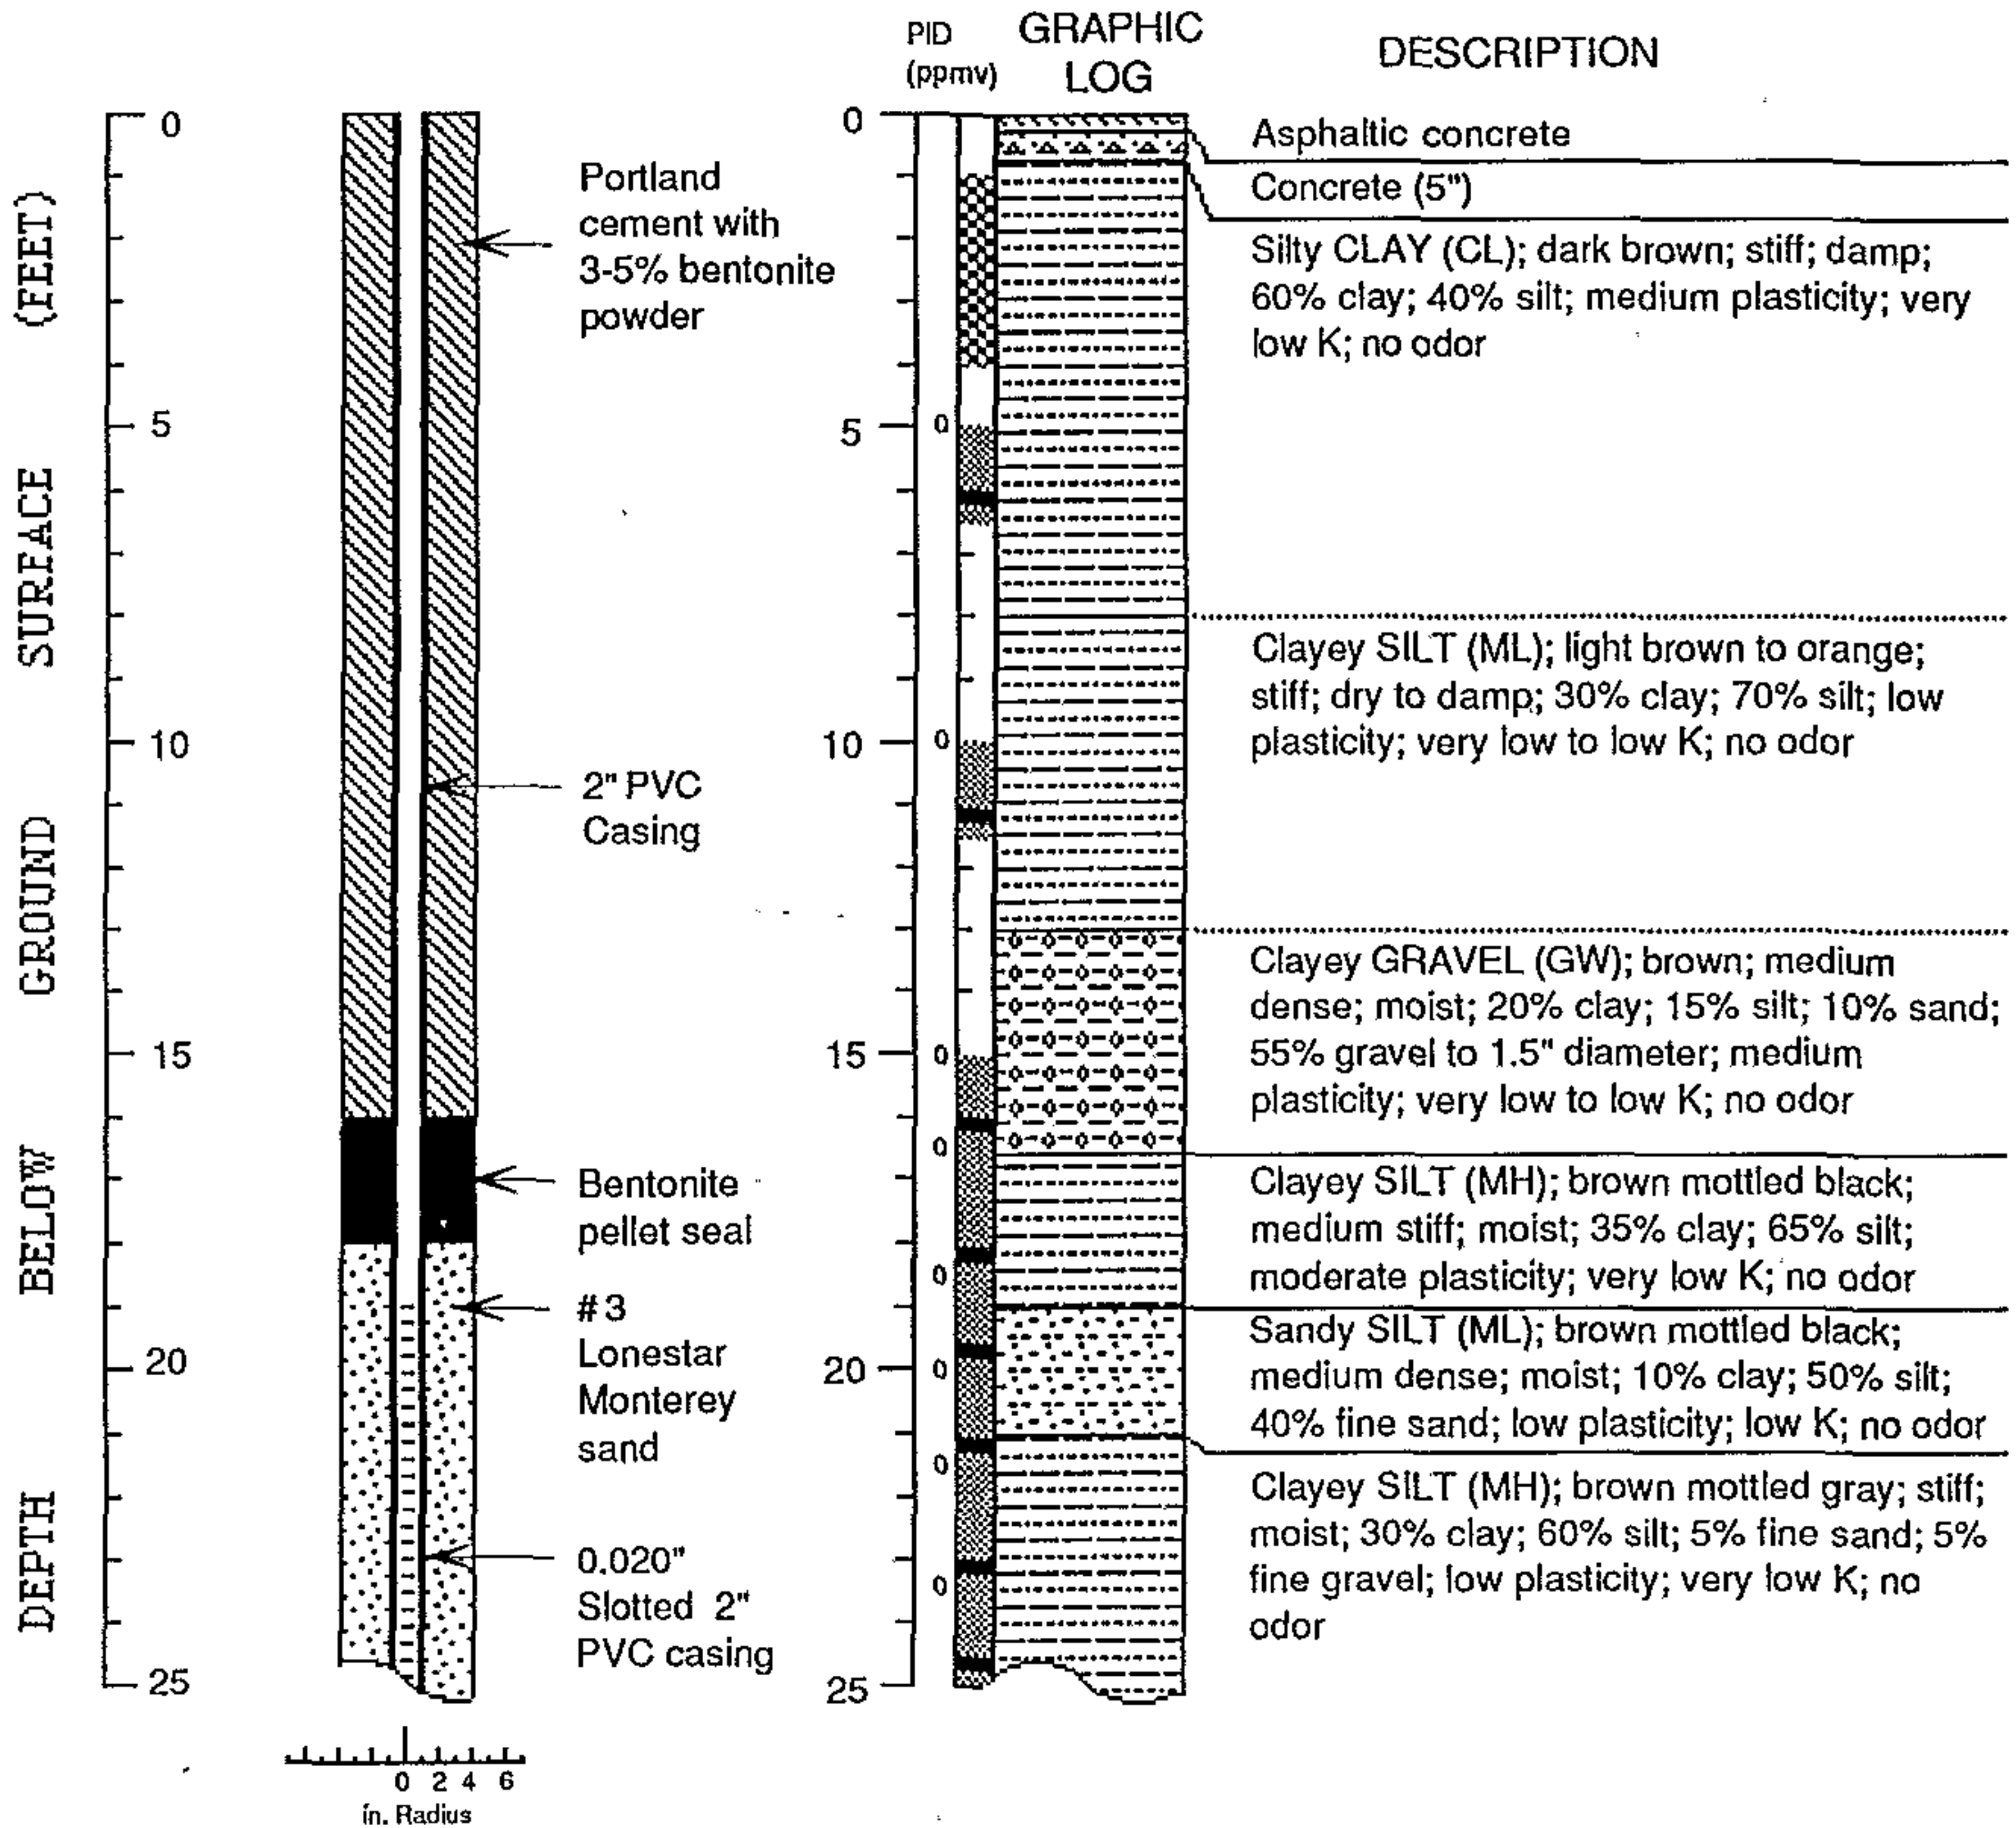 PID
(ppmv)
GRAPHIC
LOG
DESCRIPTION
DEPTH BELOW GROUND SURFACE (FEET)
0
5
10
15
20
25
Portland
cement with
3-5% bentonite
powder
2" PVC
Casing
Bentonite
pellet seal
#3
Lonestar
Monterey
sand
0.020"
Slotted 2"
PVC casing
0 2 4 6
in. Radius
0
5
10
15
20
25
0
0
0
0
0
0
0
0
Asphaltic concrete
Concrete (5")
Silty CLAY (CL); dark brown; stiff; damp;
60% clay; 40% silt; medium plasticity; very
low K; no odor
Clayey SILT (ML); light brown to orange;
stiff; dry to damp; 30% clay; 70% silt; low
plasticity; very low to low K; no odor
Clayey GRAVEL (GW); brown; medium
dense; moist; 20% clay; 15% silt; 10% sand;
55% gravel to 1.5" diameter; medium
plasticity; very low to low K; no odor
Clayey SILT (MH); brown mottled black;
medium stiff; moist; 35% clay; 65% silt;
moderate plasticity; very low K; no odor
Sandy SILT (ML); brown mottled black;
medium dense; moist; 10% clay; 50% silt;
40% fine sand; low plasticity; low K; no odor
Clayey SILT (MH); brown mottled gray; stiff;
moist; 30% clay; 60% silt; 5% fine sand; 5%
fine gravel; low plasticity; very low K; no
odor